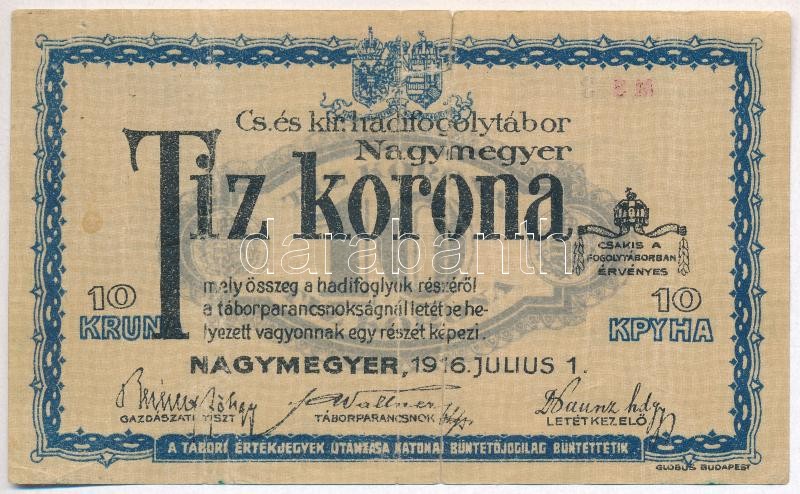 Cs. és kir. hadifogolytábor
Nagymegyer
Tiz korona
CSAKIS A
FOGOLYTÁBORBAN
ÉRVÉNYES
mely összeg a hadifoglyok részéről
a táborparancsnokságnál letétbe he-
lyezett vagyonnak egy részét képezi.
10
KRUN
10
КРУНА
NAGYMEGYER, 1916. JULIUS 1.
GAZDÁSZATI TISZT
TÁBORPARANCSNOK
LETÉTKEZELŐ
A TÁBORI ÉRTÉKJEGYEK UTÁNZÁSA KATONAI BÜNTETŐJOGILAG BÜNTETTETIK
GLOBUS BUDAPEST
darabanth